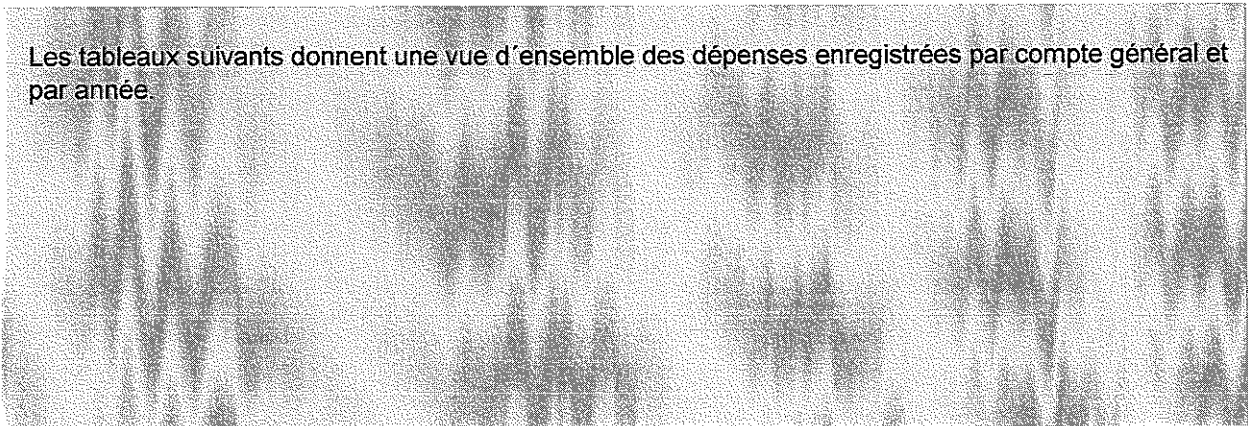 Les tableaux suivants donnent une vue d´ensemble des dépenses enregistrées par compte général et
par année.